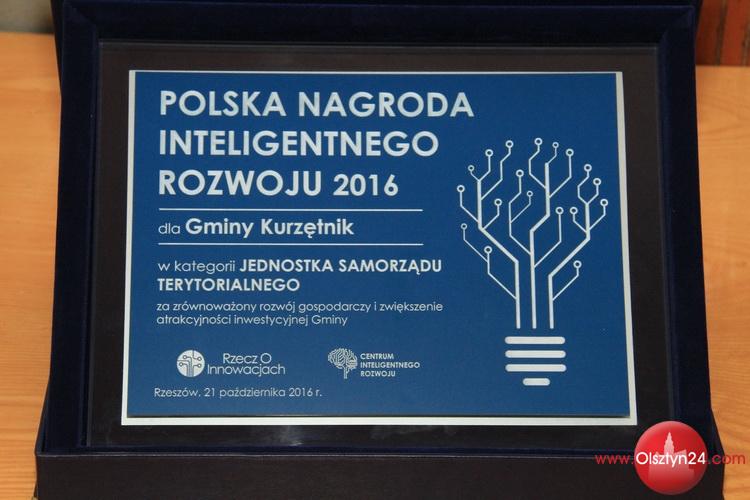 POLSKA NAGRODA
INTELIGENTNEGO
ROZWOJU 2016
dla Gminy Kurzętnik
w kategorii JEDNOSTKA SAMORZĄDU
TERYTORIALNEGO
za zrównoważony rozwój gospodarczy i zwiększenie
atrakcyjności inwestycyjnej Gminy
Rzecz O
Innowacjach
CENTRUM
INTELIGENTNEGO
ROZWOJU
Rzeszów, 21 października 2016 r.
www.Olsztyn24.com